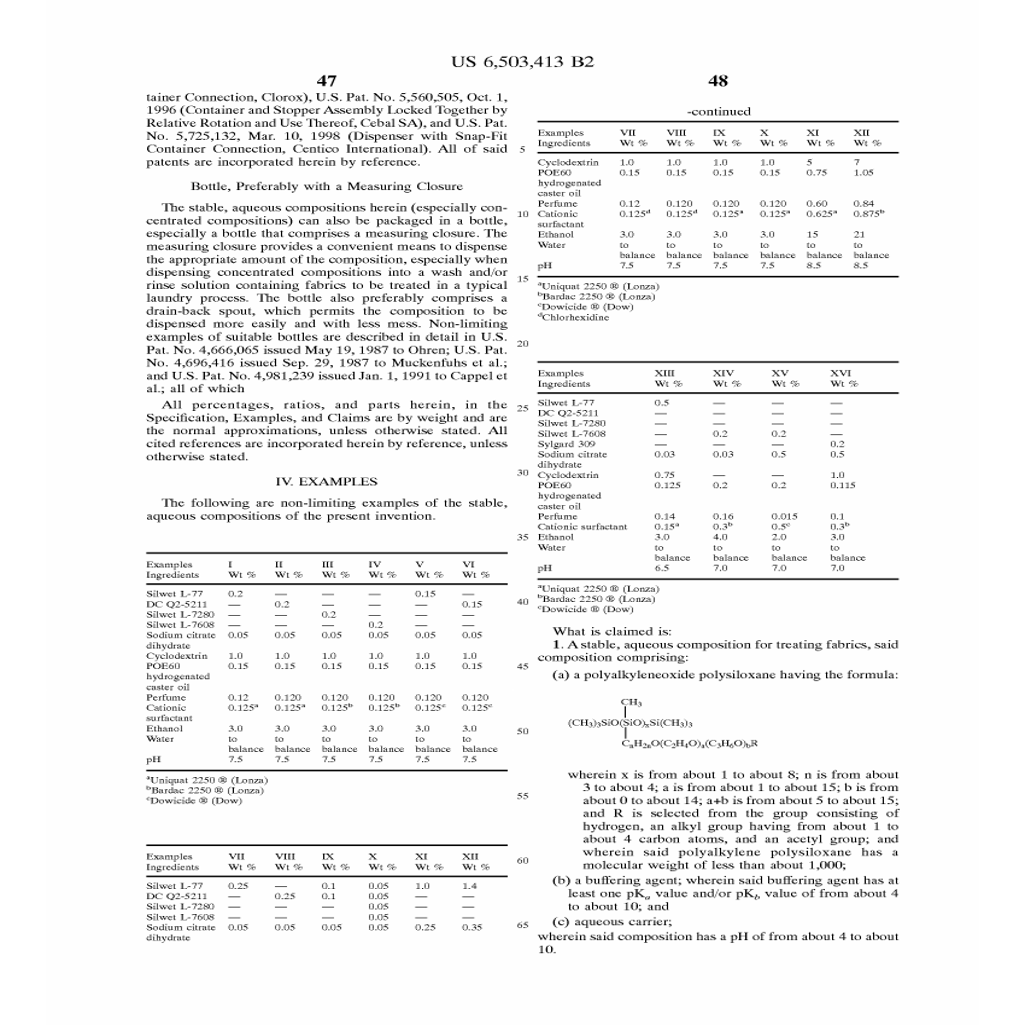 US 6,503,413 B2
47
tainer Connection, Clorox), U.S. Pat. No. 5,560,505, Oct. 1,
1996 (Container and Stopper Assembly Locked Together by
Relative Rotation and Use Thereof, Cebal SA), and U.S. Pat.
No. 5,725,132, Mar. 10, 1998 (Dispenser with Snap-Fit
Container Connection, Centico International). All of said
patents are incorporated herein by reference.
Bottle, Preferably with a Measuring Closure
The stable, aqueous compositions herein (especially con-
centrated compositions) can also be packaged in a bottle,
especially a bottle that comprises a measuring closure. The
measuring closure provides a convenient means to dispense
the appropriate amount of the composition, especially when
dispensing concentrated compositions into a wash and/or
rinse solution containing fabrics to be treated in a typical
laundry process. The bottle also preferably comprises a
drain-back spout, which permits the composition to be
dispensed more easily and with less mess. Non-limiting
examples of suitable bottles are described in detail in U.S.
Pat. No. 4,666,065 issued May 19, 1987 to Ohren; U.S. Pat.
No. 4,696,416 issued Sep. 29, 1987 to Muckenfuhs et al.;
and U.S. Pat. No. 4,981,239 issued Jan. 1, 1991 to Cappel et
al.; all of which
All percentages, ratios, and parts herein, in the
Specification, Examples, and Claims are by weight and are
the normal approximations, unless otherwise stated. All
cited references are incorporated herein by reference, unless
otherwise stated.
IV. EXAMPLES
The following are non-limiting examples of the stable,
aqueous compositions of the present invention.
Examples I II III IV V VI
Ingredients Wt % Wt % Wt % Wt % Wt % Wt %
Silwet L-77 0.2 — — — 0.15 —
DC Q2-5211 — 0.2 — — — 0.15
Silwet L-7280 — — 0.2 — — —
Silwet L-7608 — — — 0.2 — —
Sodium citrate 0.05 0.05 0.05 0.05 0.05 0.05
dihydrate
Cyclodextrin 1.0 1.0 1.0 1.0 1.0 1.0
POE60 0.15 0.15 0.15 0.15 0.15 0.15
hydrogenated
caster oil
Perfume 0.12 0.120 0.120 0.120 0.120 0.120
Cationic 0.125a 0.125a 0.125b 0.125b 0.125c 0.125c
surfactant
Ethanol 3.0 3.0 3.0 3.0 3.0 3.0
Water to to to to to to
balance balance balance balance balance balance
pH 7.5 7.5 7.5 7.5 7.5 7.5
aUniquat 2250 ® (Lonza)
bBardac 2250 ® (Lonza)
cDowicide ® (Dow)
Examples VII VIII IX X XI XII
Ingredients Wt % Wt % Wt % Wt % Wt % Wt %
Silwet L-77 0.25 — 0.1 0.05 1.0 1.4
DC Q2-5211 — 0.25 0.1 0.05 — —
Silwet L-7280 — — — 0.05 — —
Silwet L-7608 — — — 0.05 — —
Sodium citrate 0.05 0.05 0.05 0.05 0.25 0.35
dihydrate
5
10
15
20
25
30
35
40
45
50
55
60
65
48
-continued
Examples VII VIII IX X XI XII
Ingredients Wt % Wt % Wt % Wt % Wt % Wt %
Cyclodextrin 1.0 1.0 1.0 1.0 5 7
POE60 0.15 0.15 0.15 0.15 0.75 1.05
hydrogenated
caster oil
Perfume 0.12 0.120 0.120 0.120 0.60 0.84
Cationic 0.125d 0.125d 0.125a 0.125a 0.625a 0.875b
surfactant
Ethanol 3.0 3.0 3.0 3.0 15 21
Water to to to to to to
balance balance balance balance balance balance
pH 7.5 7.5 7.5 7.5 8.5 8.5
aUniquat 2250 ® (Lonza)
bBardac 2250 ® (Lonza)
cDowicide ® (Dow)
dChlorhexidine
Examples XIII XIV XV XVI
Ingredients Wt % Wt % Wt % Wt %
Silwet L-77 0.5 — — —
DC Q2-5211 — — — —
Silwet L-7280 — — — —
Silwet L-7608 — 0.2 0.2 —
Sylgard 309 — — — 0.2
Sodium citrate 0.03 0.03 0.5 0.5
dihydrate
Cyclodextrin 0.75 — — 1.0
POE60 0.125 0.2 0.2 0.115
hydrogenated
caster oil
Perfume 0.14 0.16 0.015 0.1
Cationic surfactant 0.15a 0.3b 0.5c 0.3b
Ethanol 3.0 4.0 2.0 3.0
Water to to to to
balance balance balance balance
pH 6.5 7.0 7.0 7.0
aUniquat 2250 ® (Lonza)
bBardac 2250 ® (Lonza)
cDowicide ® (Dow)
What is claimed is:
1. A stable, aqueous composition for treating fabrics, said
composition comprising:
(a) a polyalkyleneoxide polysiloxane having the formula:
CH3
(CH3)3SiO(SiO)xSi(CH3)3
CnH2nO(C2H4O)a(C3H6O)bR
wherein x is from about 1 to about 8; n is from about
3 to about 4; a is from about 1 to about 15; b is from
about 0 to about 14; a+b is from about 5 to about 15;
and R is selected from the group consisting of
hydrogen, an alkyl group having from about 1 to
about 4 carbon atoms, and an acetyl group; and
wherein said polyalkylene polysiloxane has a
molecular weight of less than about 1,000;
(b) a buffering agent; wherein said buffering agent has at
least one pKa value and/or pKb value of from about 4
to about 10; and
(c) aqueous carrier;
wherein said composition has a pH of from about 4 to about
10.